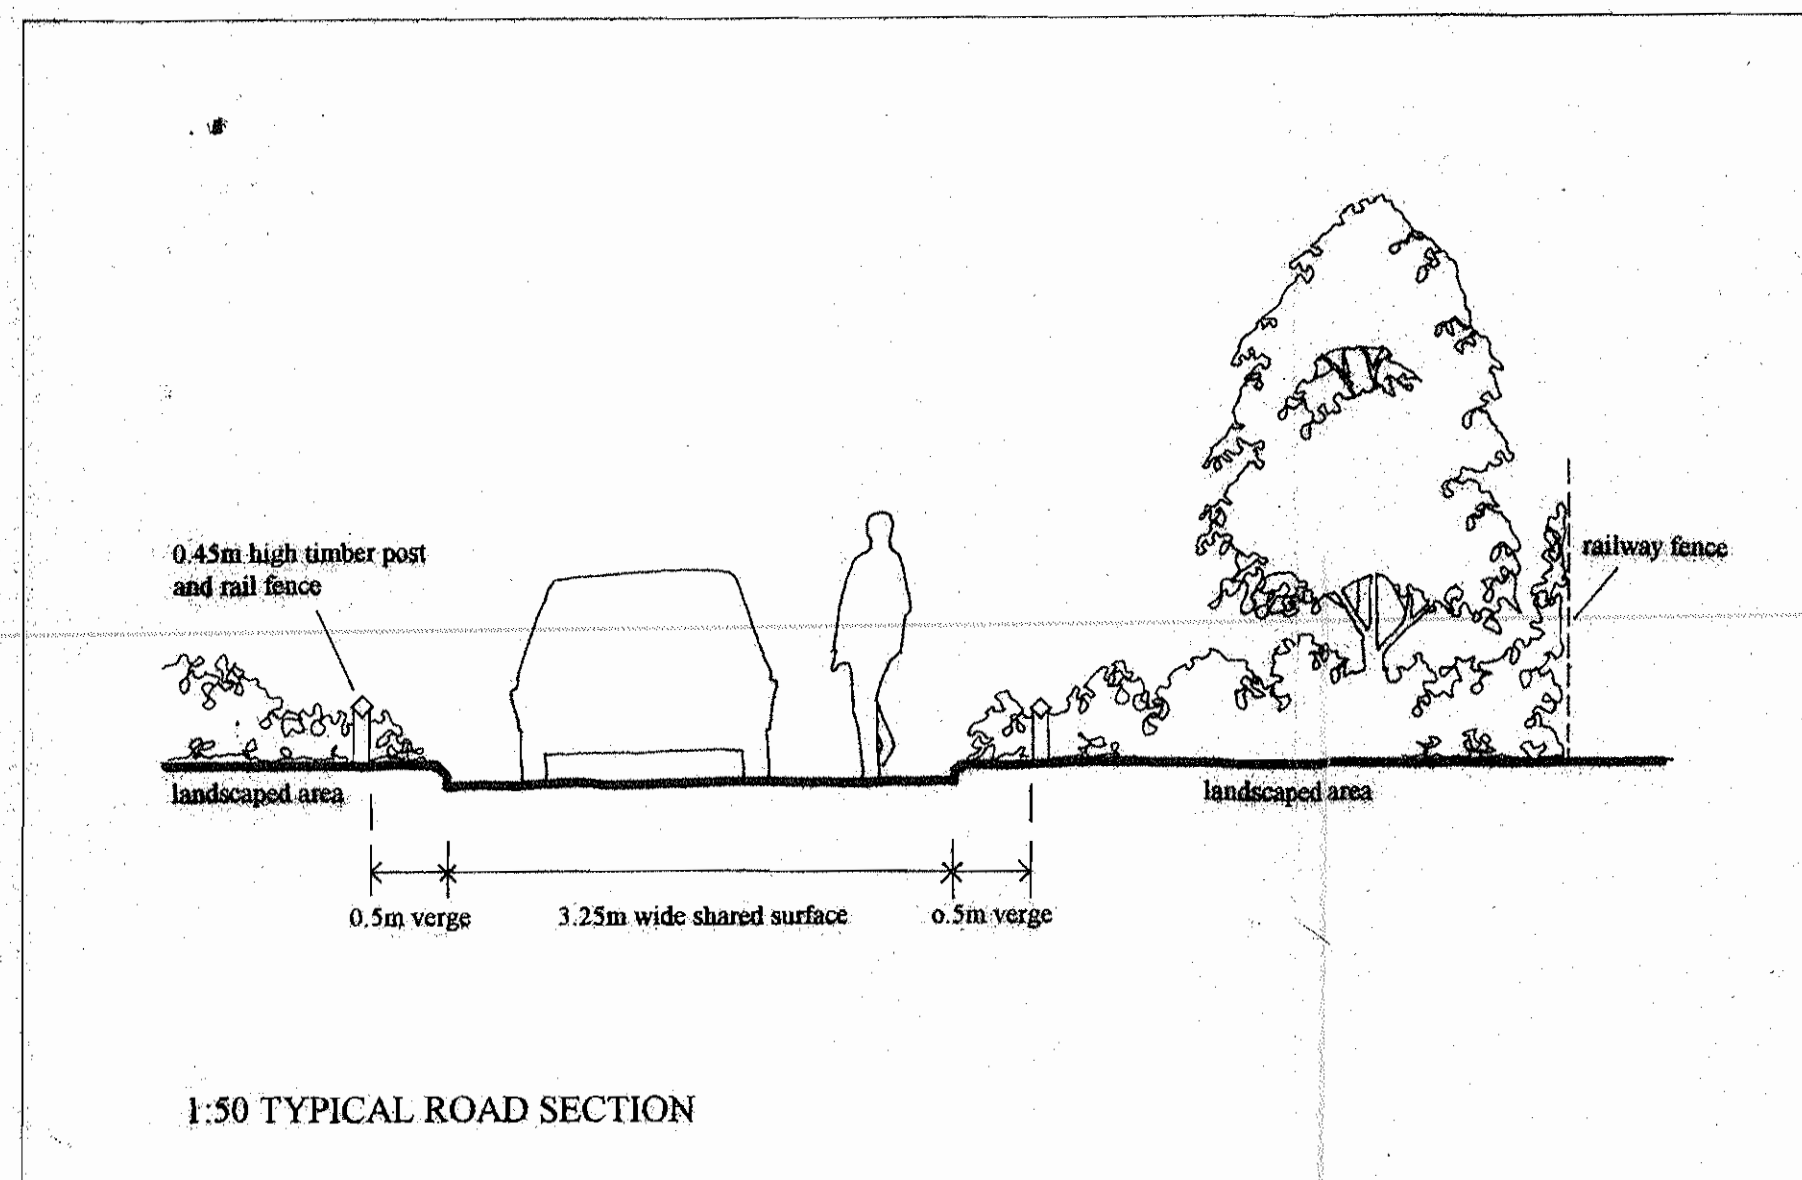 0.45m high timber post
and rail fence
railway fence
landscaped area
landscaped area
0.5m verge
3.25m wide shared surface
o.5m verge
1:50 TYPICAL ROAD SECTION